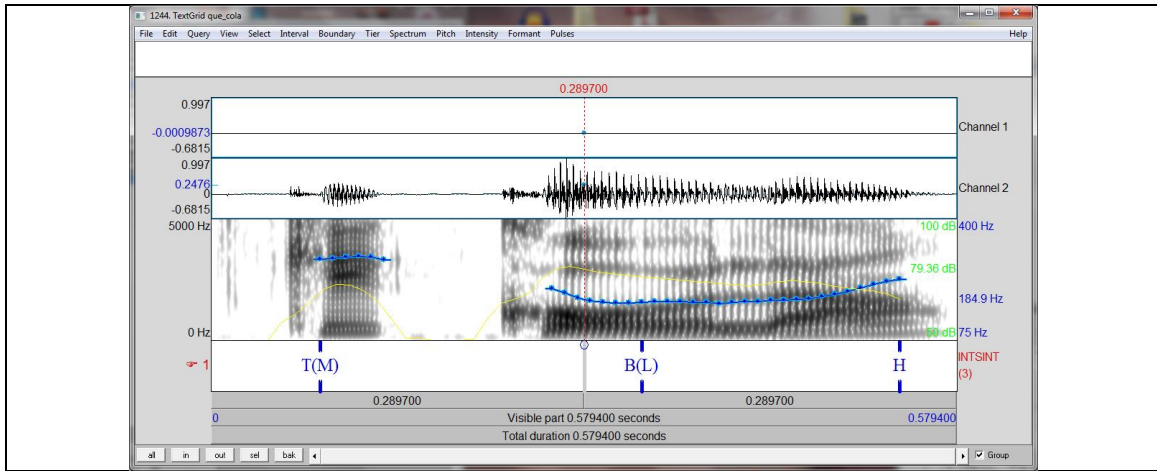 1244. TextGrid que_cola
File Edit Query View Select Interval Boundary Tier Spectrum Pitch Intensity Formant Pulses Help
0.289700
0.997
-0.0009873
-0.6815
Channel 1
0.997
0.2476
0
-0.6815
Channel 2
5000 Hz
100 dB 400 Hz
79.36 dB
184.9 Hz
0 Hz
50 dB 75 Hz
1
T(M) B(L) H
INTSINT
(3)
0.289700 0.289700
0 Visible part 0.579400 seconds 0.579400
Total duration 0.579400 seconds
all in out sel bak Group